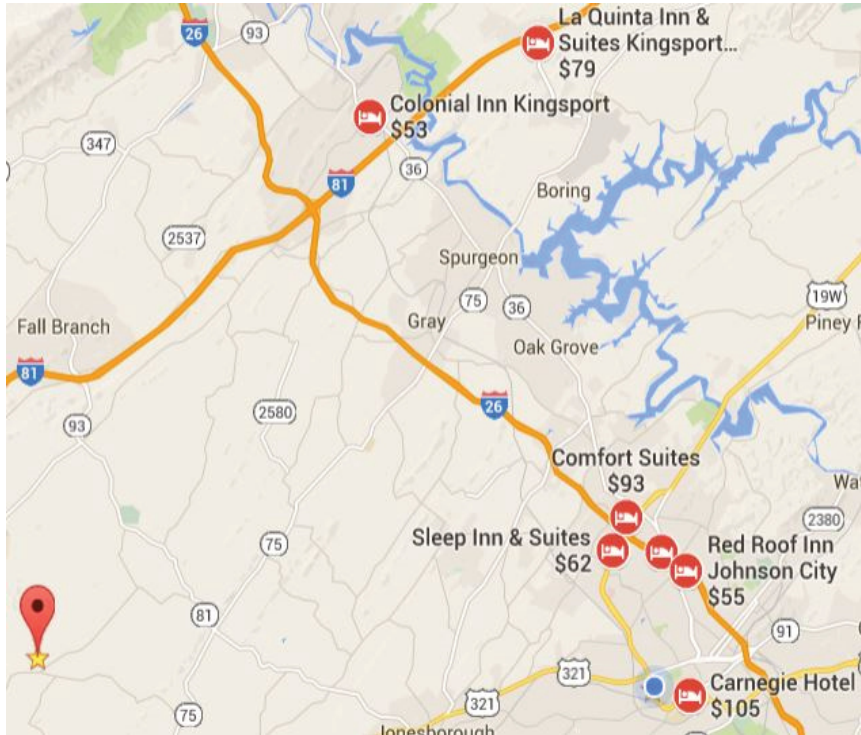 La Quinta Inn &
Suites Kingsport...
$79
26
93
Colonial Inn Kingsport
$53
347
36
81
Boring
2537
Spurgeon
19W
75
36
Piney
Gray
Fall Branch
Oak Grove
81
26
2580
93
Comfort Suites
$93
2380
Sleep Inn & Suites
$62
Red Roof Inn
Johnson City
$55
75
81
91
321
Carnegie Hotel
$105
321
75
Jonesborough